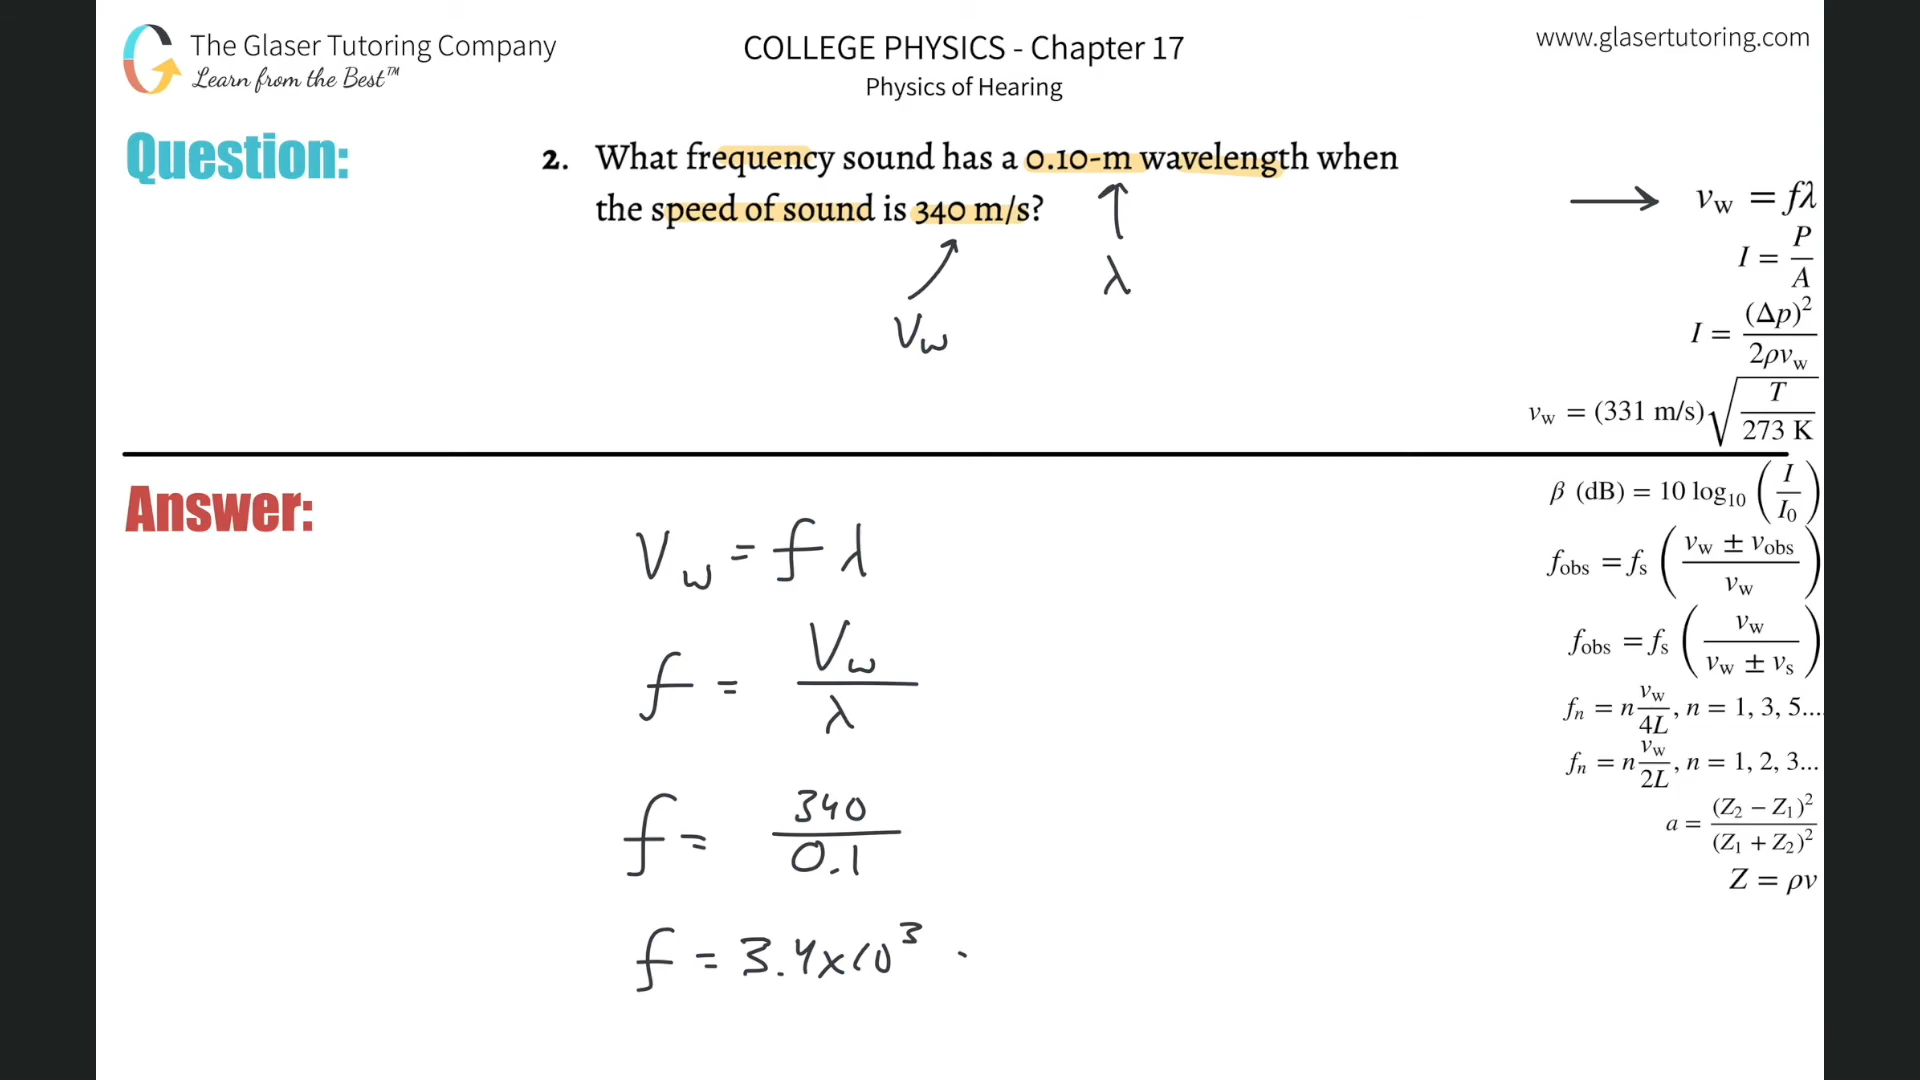 The Glaser Tutoring Company
Learn from the Best™
COLLEGE PHYSICS - Chapter 17
Physics of Hearing
www.glasertutoring.com
Question:
2. What frequency sound has a 0.10-m wavelength when
the speed of sound is 340 m/s?
λ
Vw
→ vw = fλ
I = P/A
I = (Δp)²/2ρvw
vw = (331 m/s)√(T/273 K)
Answer:
Vw = f λ
f = Vw/λ
f = 340/0.1
f = 3.4x10³
β (dB) = 10 log₁₀ (I/I₀)
fobs = fs ((vw ± vobs)/vw)
fobs = fs (vw/(vw ± vs))
fn = n vw/4L, n = 1, 3, 5...
fn = n vw/2L, n = 1, 2, 3...
a = (Z₂ − Z₁)²/(Z₁ + Z₂)²
Z = ρv